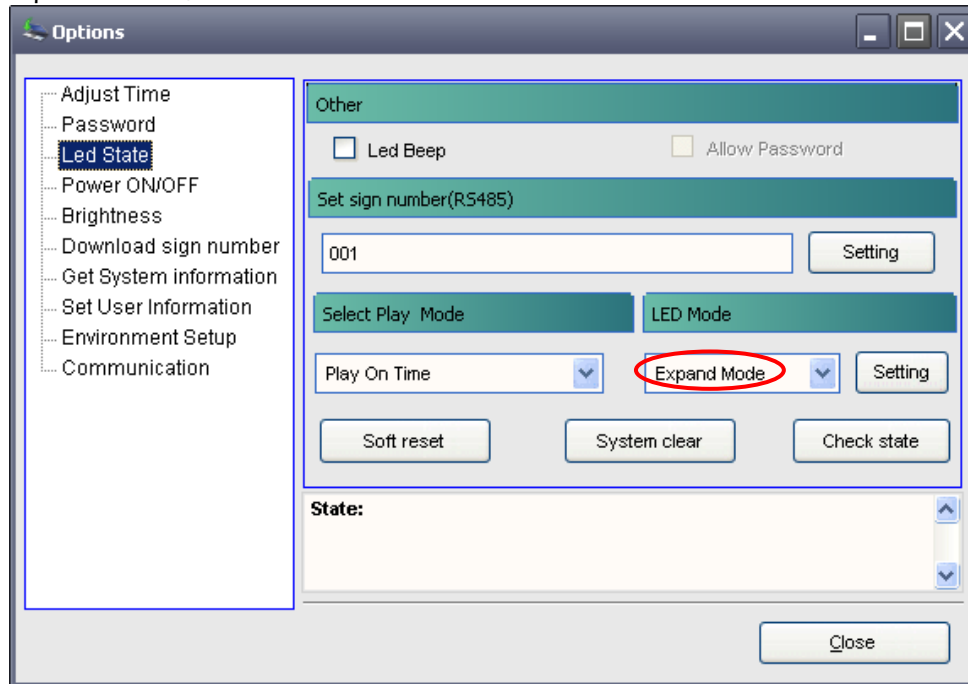 Options
Adjust Time
Password
Led State
Power ON/OFF
Brightness
Download sign number
Get System information
Set User Information
Environment Setup
Communication
Other
Led Beep
Allow Password
Set sign number(RS485)
001
Setting
Select Play Mode
LED Mode
Play On Time
Expand Mode
Setting
Soft reset
System clear
Check state
State:
Close